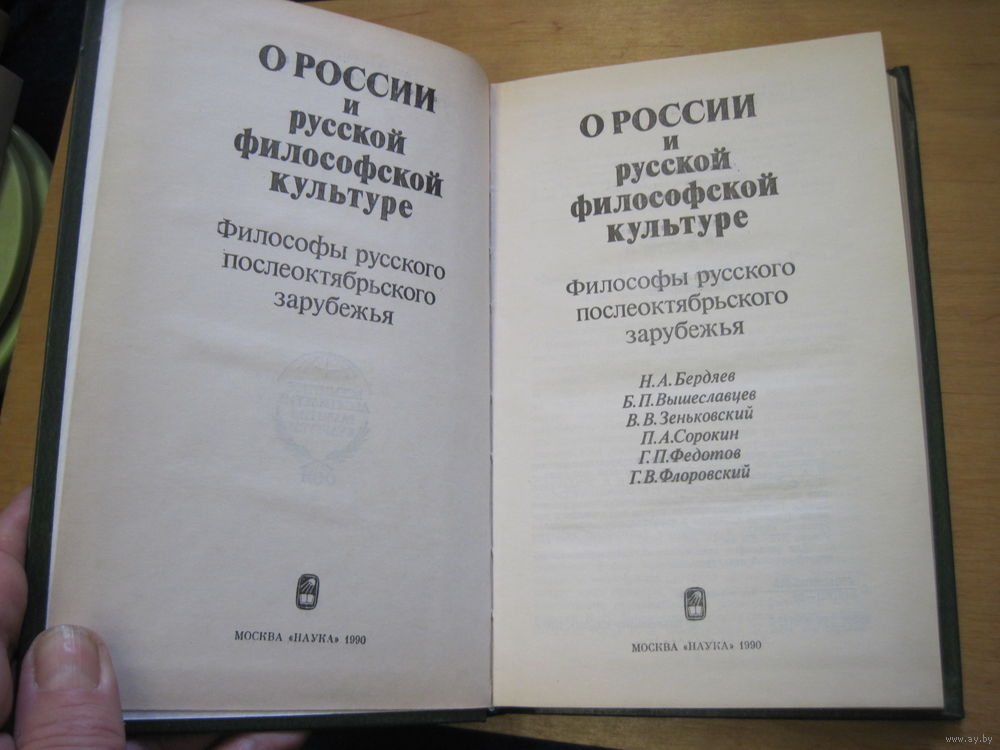 О РОССИИ
и
русской
философской
культуре
Философы русского
послеоктябрьского
зарубежья
МОСКВА «НАУКА» 1990
О РОССИИ
и
русской
философской
культуре
Философы русского
послеоктябрьского
зарубежья
Н.А.Бердяев
Б.П.Вышеславцев
В.В.Зеньковский
П.А.Сорокин
Г.П.Федотов
Г.В.Флоровский
МОСКВА «НАУКА» 1990
www.ay.by